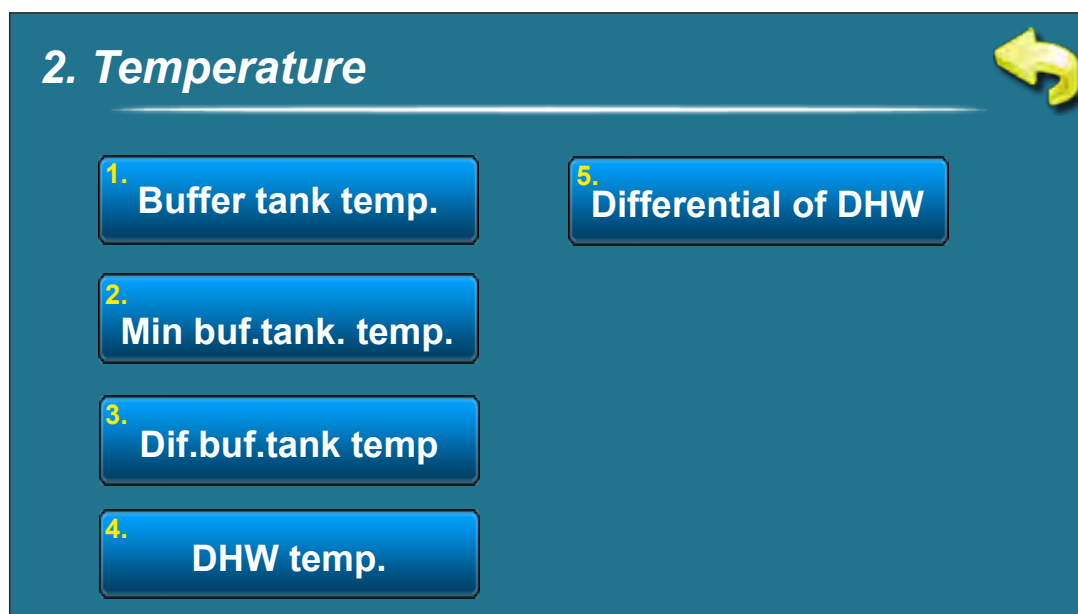 2. Temperature
1.
Buffer tank temp.
2.
Min buf.tank. temp.
3.
Dif.buf.tank temp
4.
DHW temp.
5.
Differential of DHW